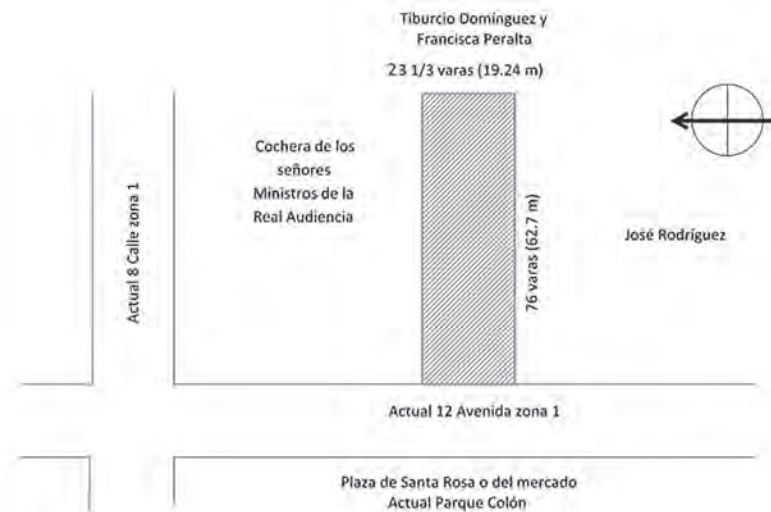 Tiburcio Domínguez y
Francisca Peralta
23 1/3 varas (19.24 m)
Cochera de los
señores
Ministros de la
Real Audiencia
Actual 8 Calle zona 1
76 varas (62.7 m)
José Rodríguez
Actual 12 Avenida zona 1
Plaza de Santa Rosa o del mercado
Actual Parque Colón